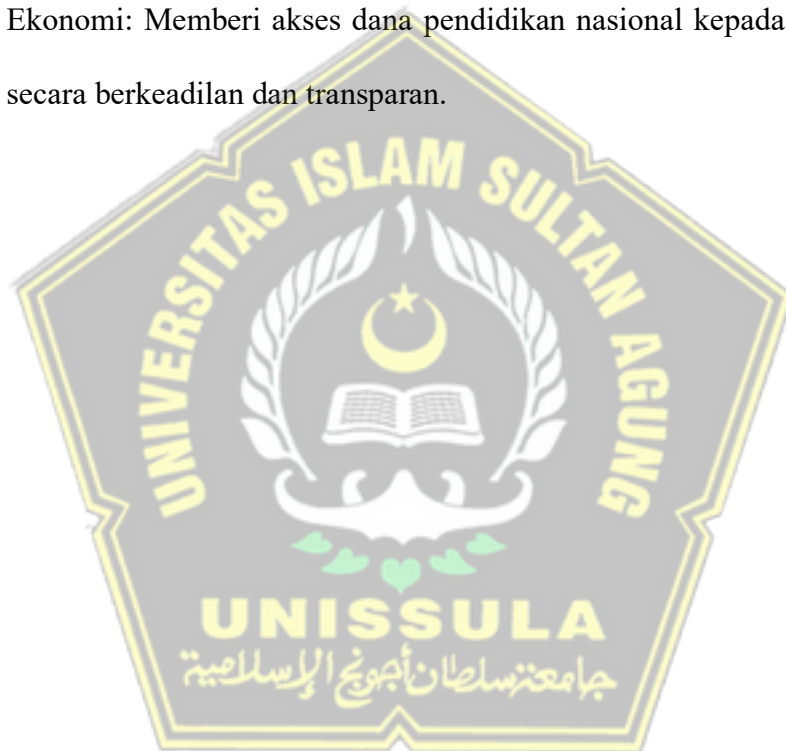 Ekonomi: Memberi akses dana pendidikan nasional kepada
secara berkeadilan dan transparan.
UNIVERSITAS ISLAM SULTAN AGUNG
UNISSULA
جامعة سلطان أجونج الإسلامية